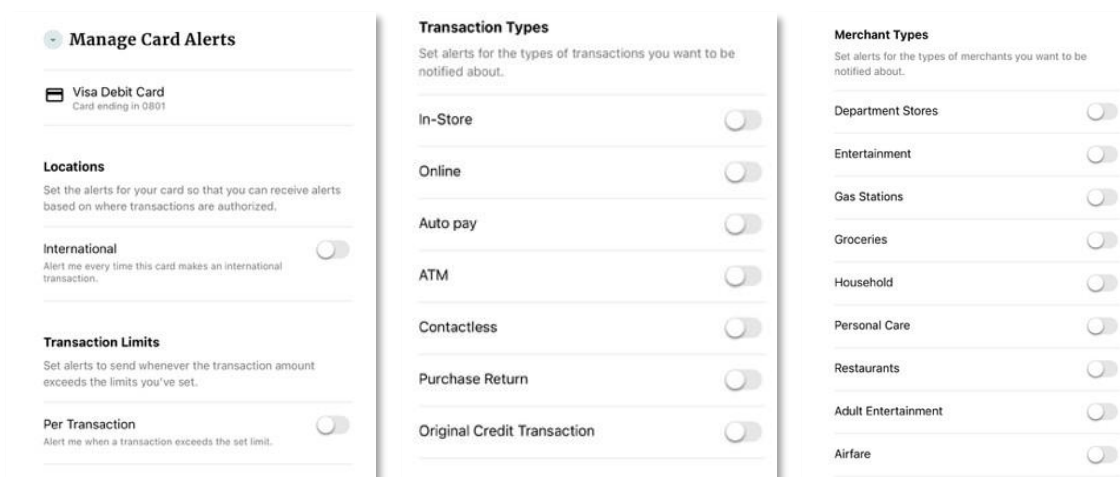 Manage Card Alerts
Visa Debit Card
Card ending in 0801
Locations
Set the alerts for your card so that you can receive alerts
based on where transactions are authorized.
International
Alert me every time this card makes an international
transaction.
Transaction Limits
Set alerts to send whenever the transaction amount
exceeds the limits you've set.
Per Transaction
Alert me when a transaction exceeds the set limit.
Transaction Types
Set alerts for the types of transactions you want to be
notified about.
In-Store
Online
Auto pay
ATM
Contactless
Purchase Return
Original Credit Transaction
Merchant Types
Set alerts for the types of merchants you want to be
notified about.
Department Stores
Entertainment
Gas Stations
Groceries
Household
Personal Care
Restaurants
Adult Entertainment
Airfare